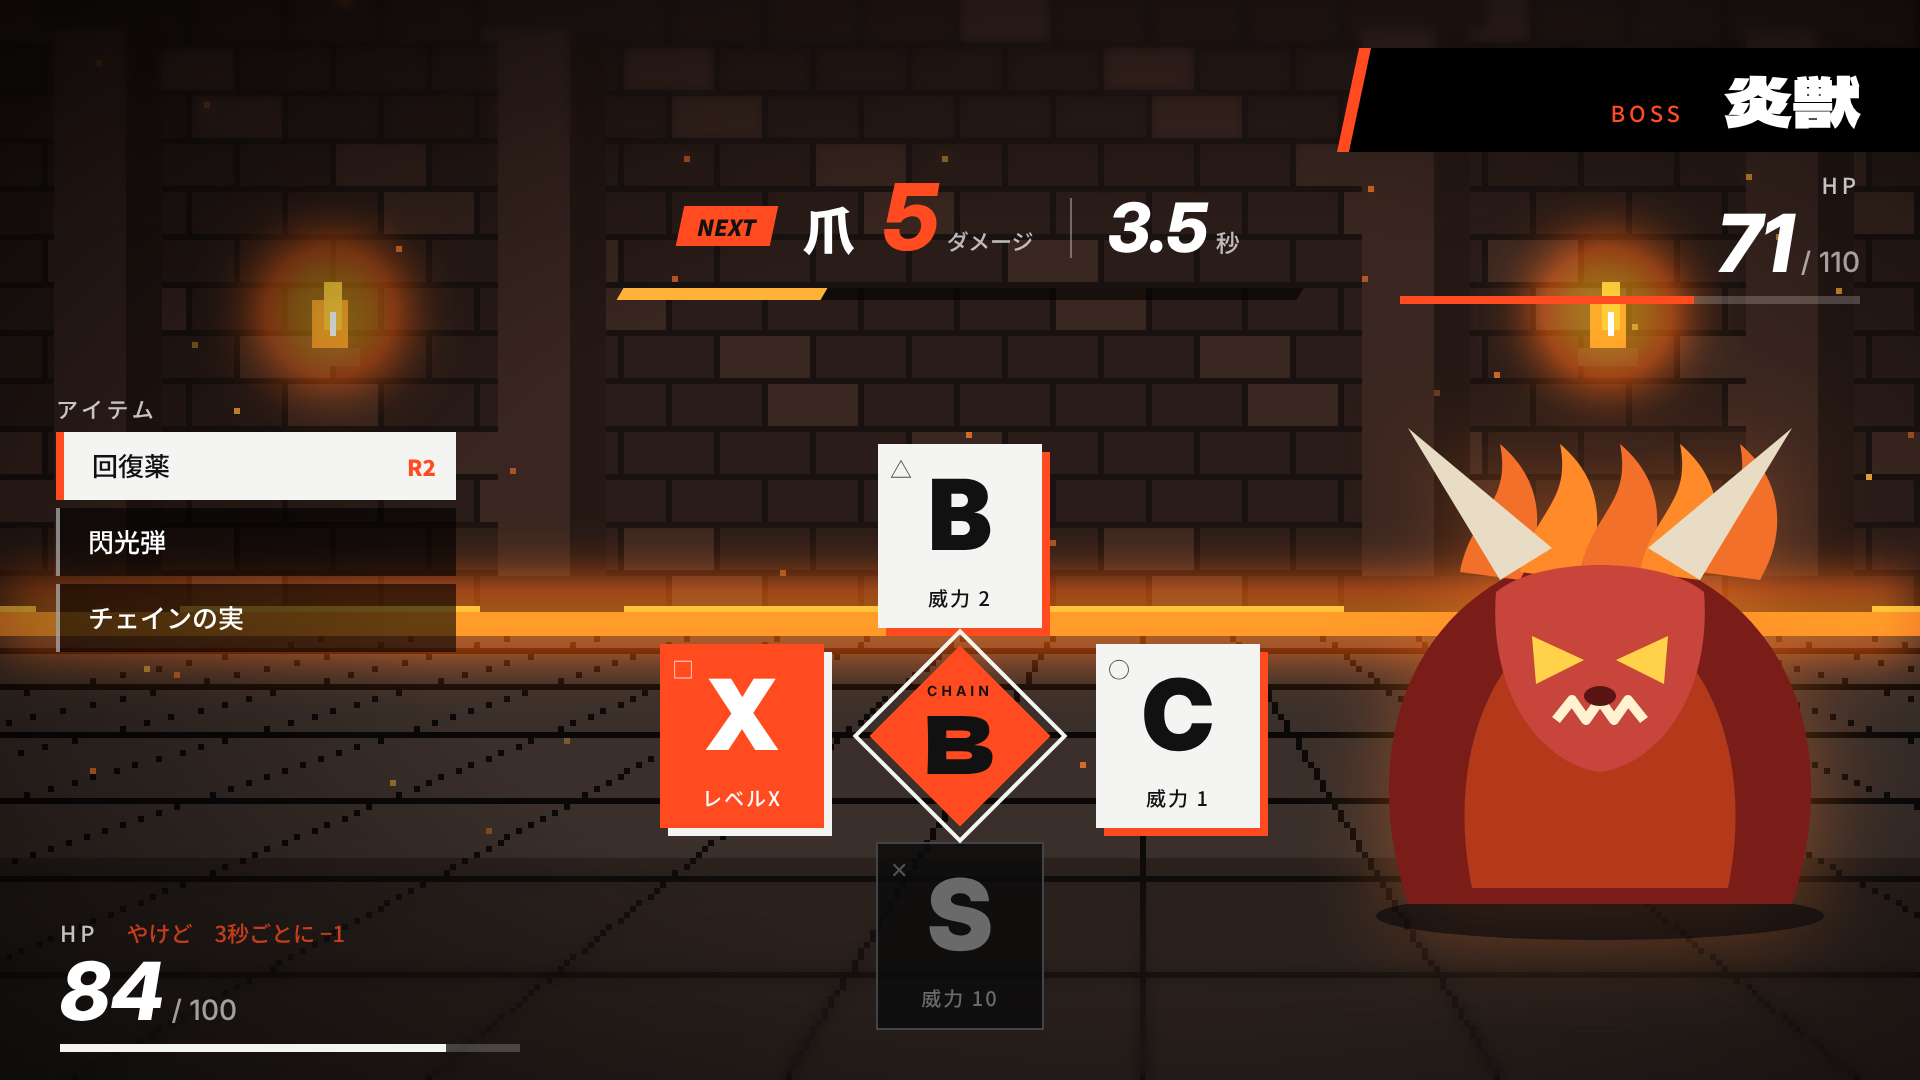 BOSS 炎獣
HP
71 / 110
NEXT 爪 5 ダメージ 3.5 秒
アイテム
回復薬 R2
閃光弾
チェインの実
△
B
威力 2
□
X
レベルX
CHAIN
B
○
C
威力 1
×
S
威力 10
HP やけど 3秒ごとに −1
84 / 100